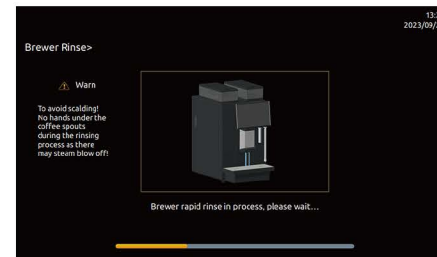 2023/09/
Brewer Rinse>
Warn
To avoid scalding!
No hands under the
coffee spouts
during the rinsing
process as there
may steam blow off!
Brewer rapid rinse in process, please wait...